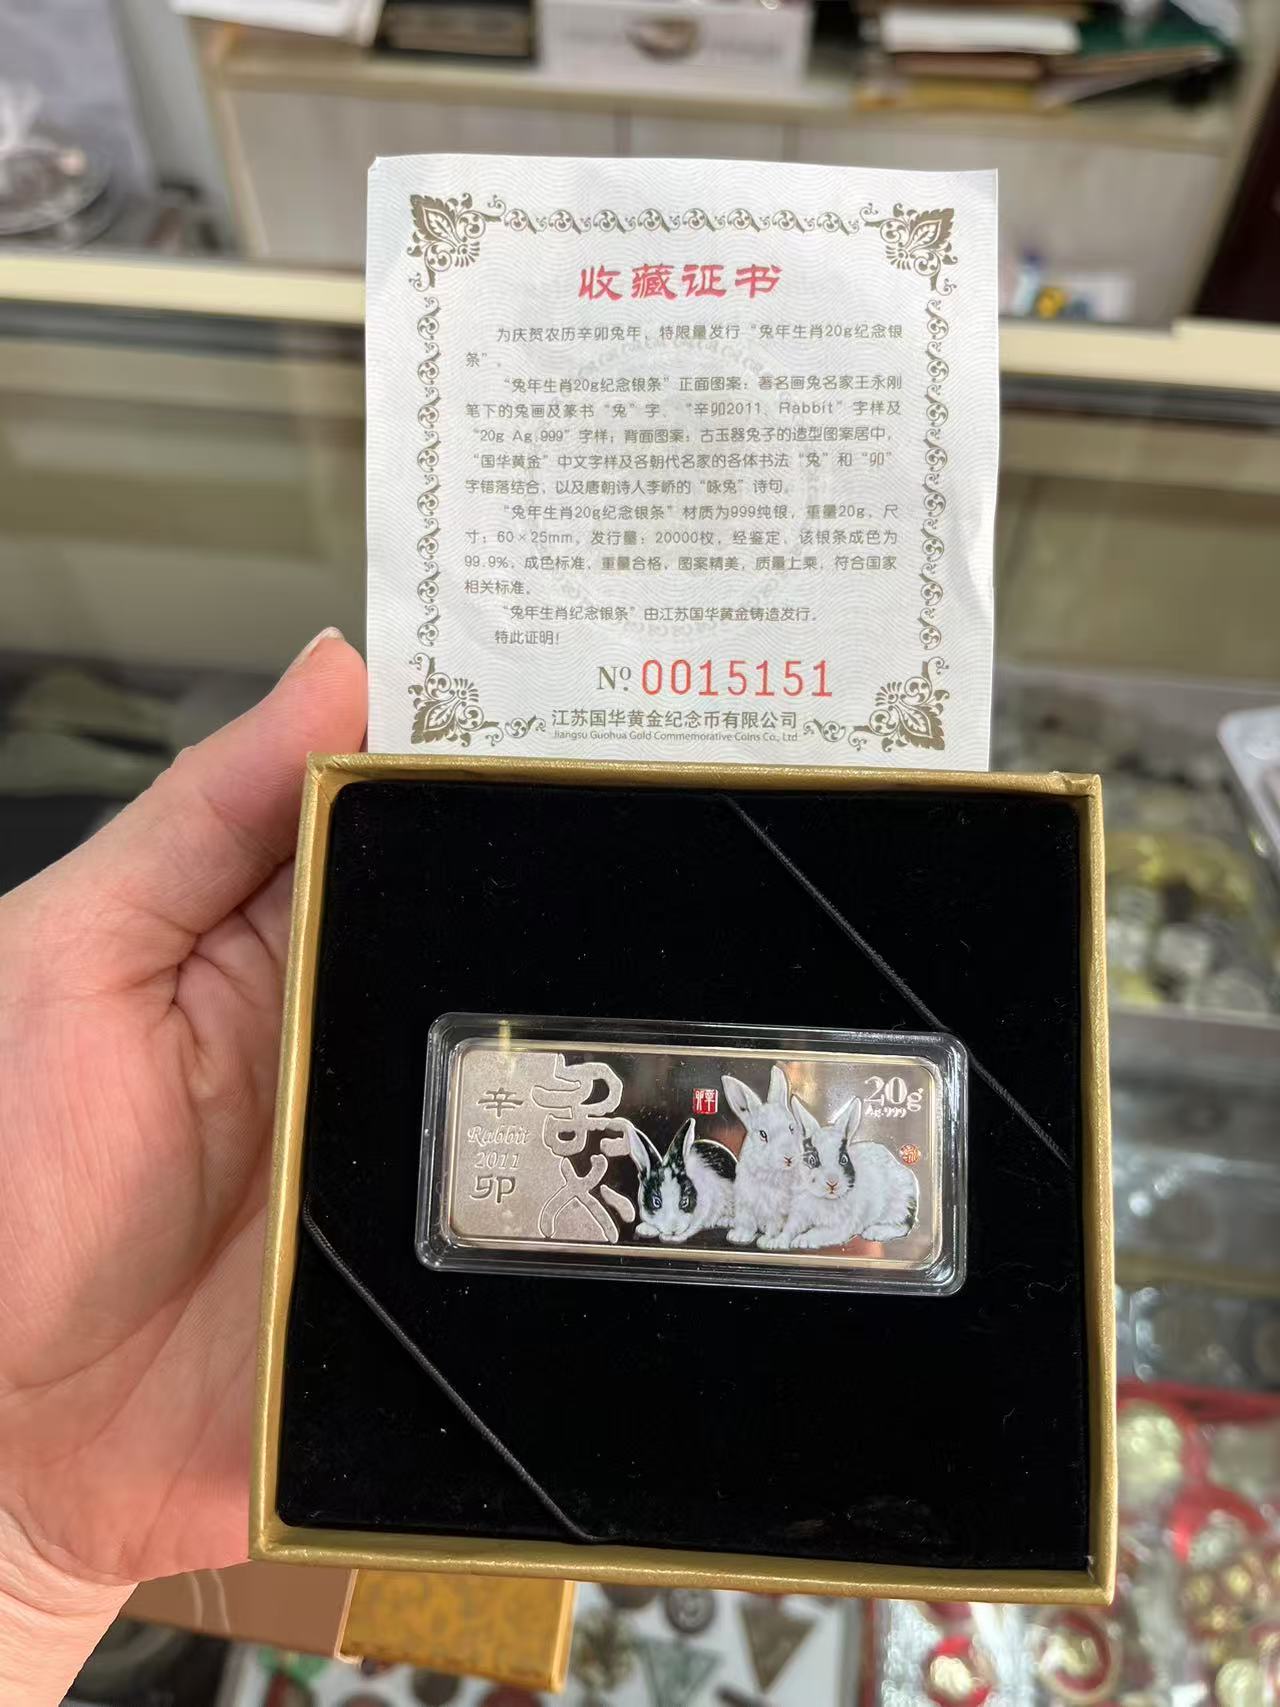 收藏证书
为庆贺农历辛卯兔年，特限量发行“兔年生肖20g纪念银
条”。
“兔年生肖20g纪念银条”正面图案：著名画兔名家王永刚
笔下的兔画及篆书“兔”字、“辛卯2011、Rabbit”字样及
“20g Ag.999”字样；背面图案：古玉器兔子的造型图案居中，
“国华黄金”中文字样及各朝代名家的各体书法“兔”和“卯”
字错落结合，以及唐朝诗人李峤的“咏兔”诗句。
“兔年生肖20g纪念银条”材质为999纯银，重量20g，尺
寸：60×25mm，发行量：20000枚，经鉴定，该银条成色为
99.9%，成色标准，重量合格，图案精美，质量上乘，符合国家
相关标准。
“兔年生肖纪念银条”由江苏国华黄金铸造发行。
特此证明！
Nº.0015151
江苏国华黄金纪念币有限公司
Jiangsu Guohua Gold Commemorative Coins Co., Ltd
辛
Rabbit
2011
卯
兔
20g
Ag.999